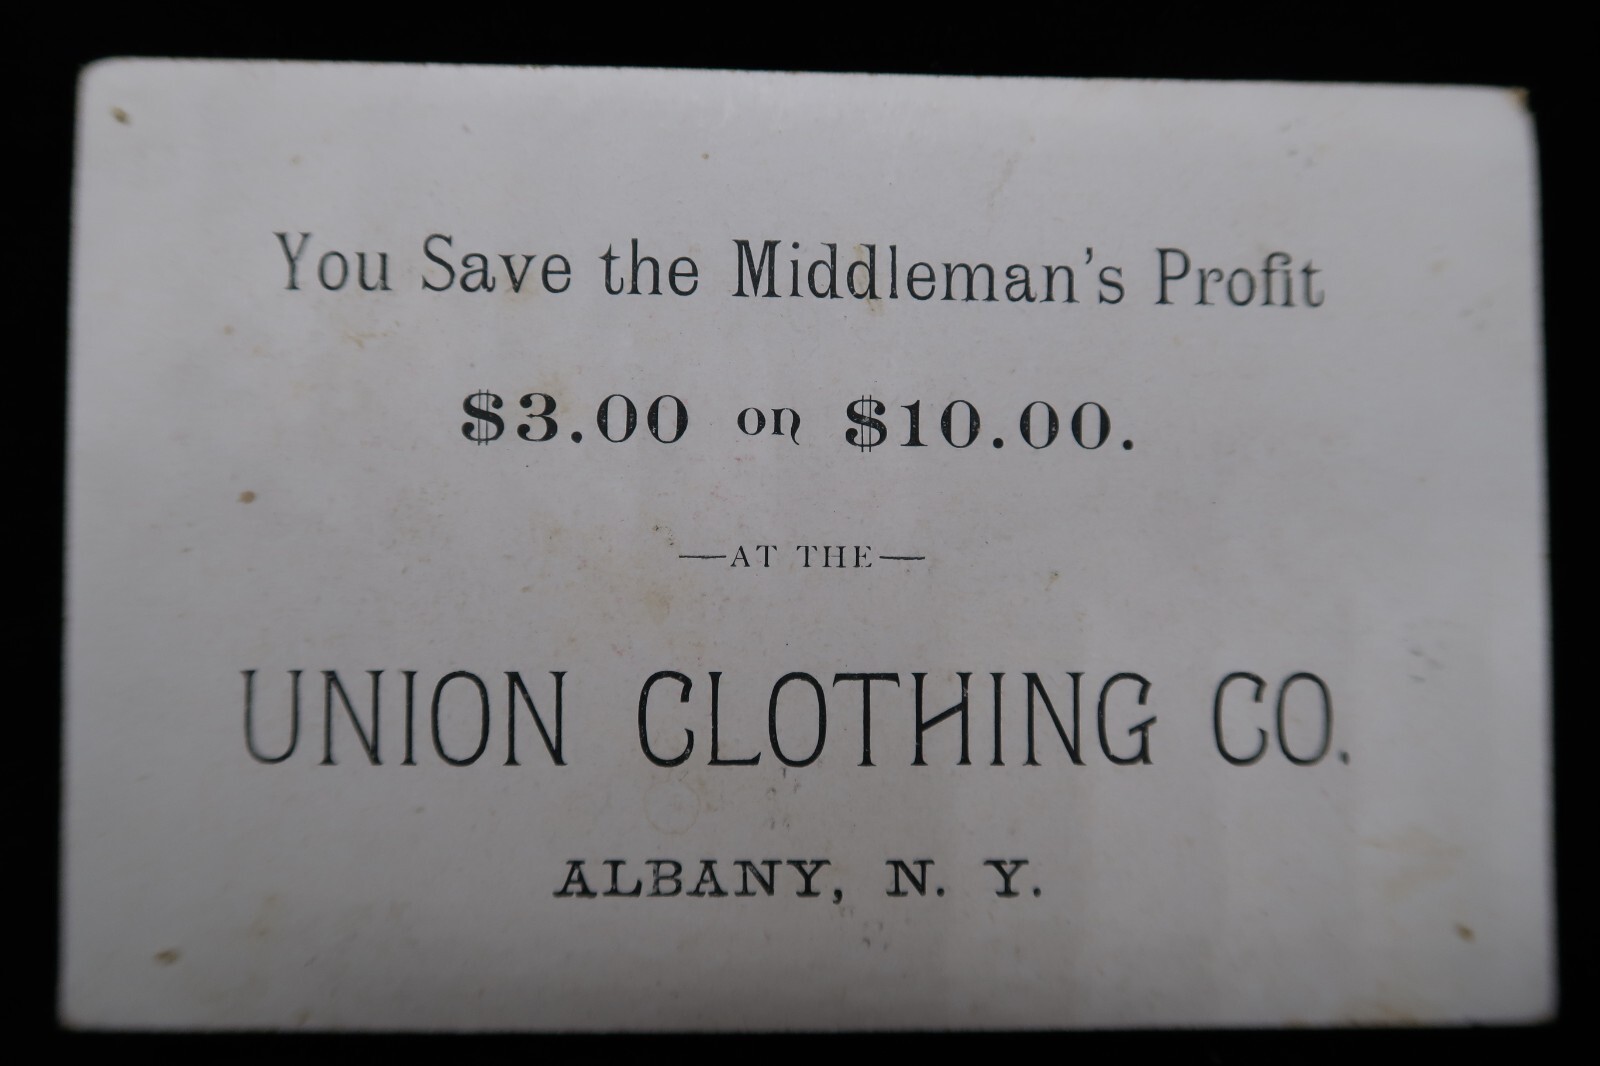 You Save the Middleman's Profit
$3.00 on $10.00.
—AT THE—
UNION CLOTHING CO.
ALBANY, N. Y.